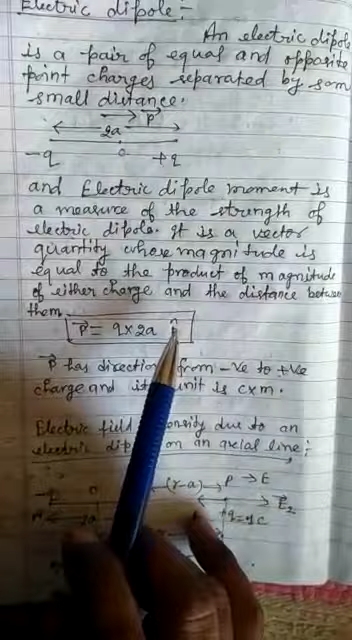 Electric dipole:-
An electric dipole
is a pair of equal and opposite
point charges separated by som
small distance.
P
2a
-q o +q
and Electric dipole moment is
a measure of the strength of
electric dipole. It is a vector
quantity whose magnitude is
equal to the product of magnitude
of either charge and the distance between
them.
P = q x 2a
P has direction from -ve to +ve
charge and its unit is c x m.
Electric field due to an
electric on an axial line:
(r-a) P → E
-q o E₂
2a